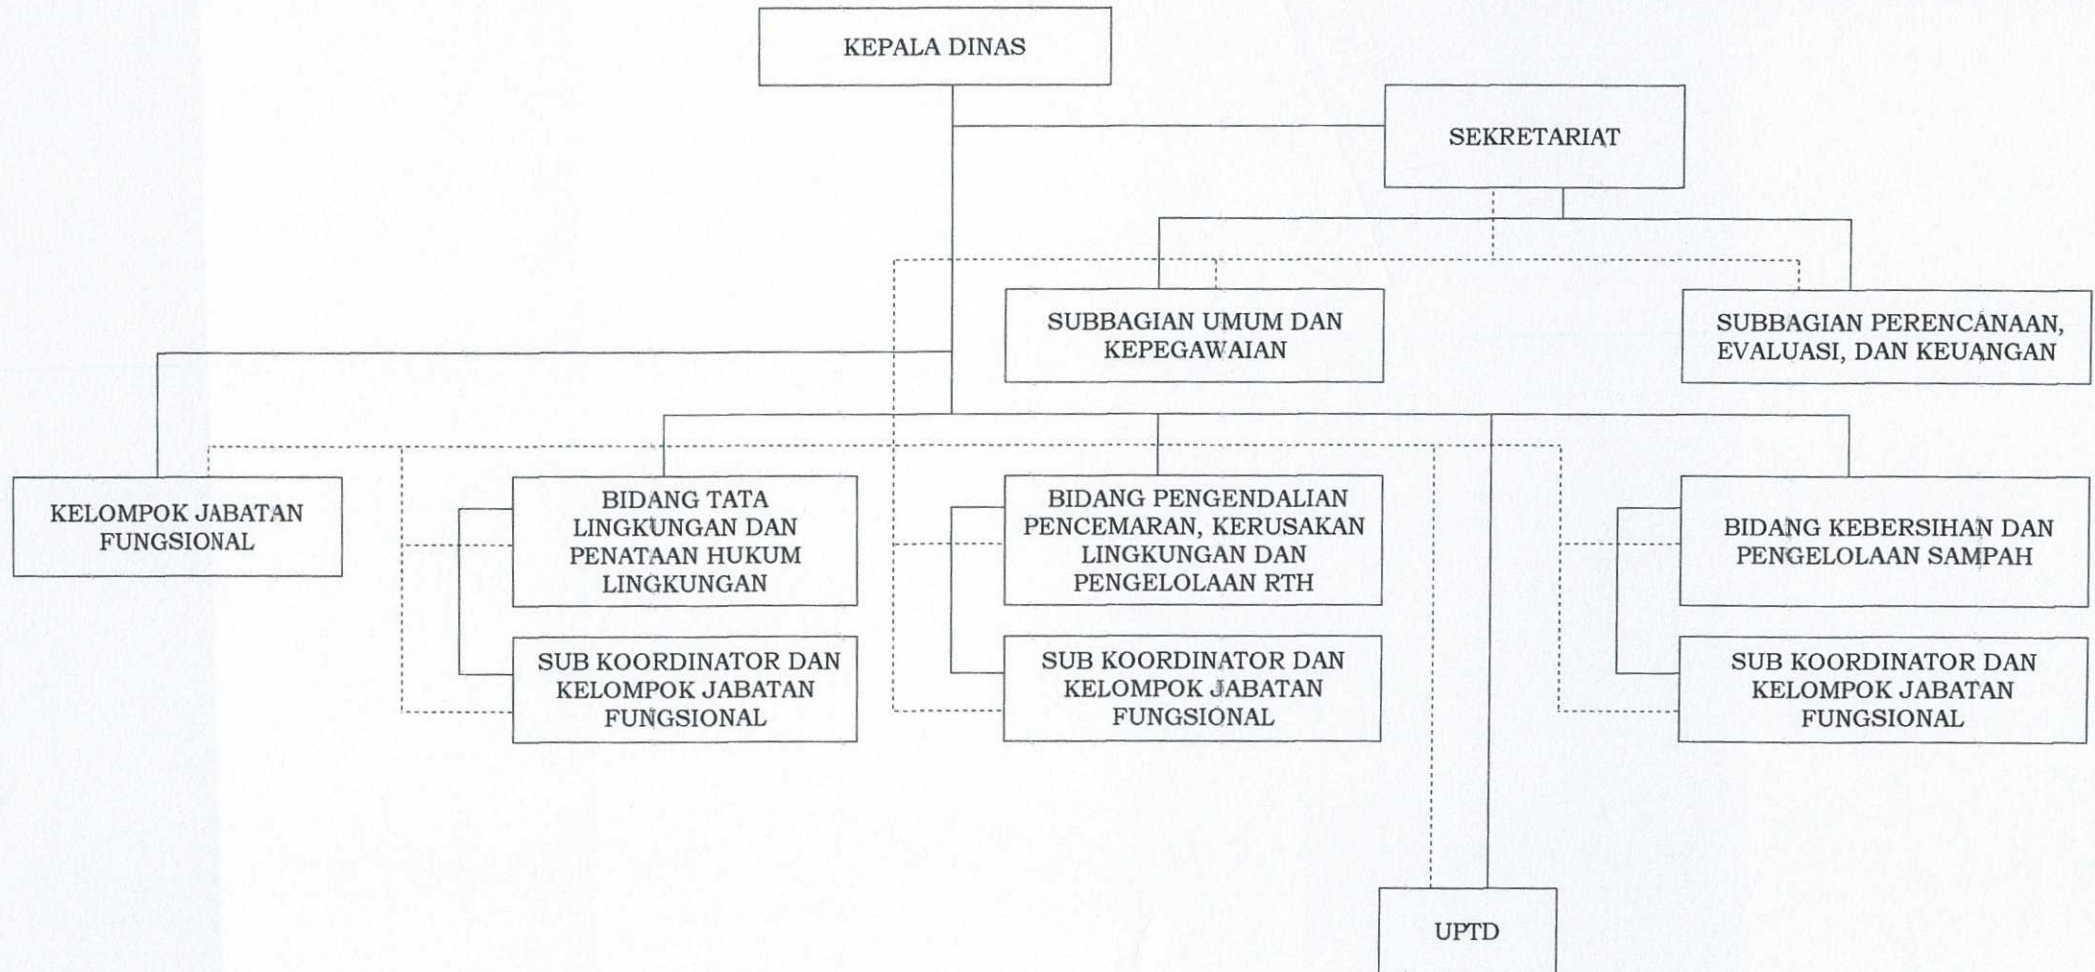 KEPALA DINAS
SEKRETARIAT
SUBBAGIAN UMUM DAN
KEPEGAWAIAN
SUBBAGIAN PERENCANAAN,
EVALUASI, DAN KEUANGAN
KELOMPOK JABATAN
FUNGSIONAL
BIDANG TATA
LINGKUNGAN DAN
PENATAAN HUKUM
LINGKUNGAN
BIDANG PENGENDALIAN
PENCEMARAN, KERUSAKAN
LINGKUNGAN DAN
PENGELOLAAN RTH
BIDANG KEBERSIHAN DAN
PENGELOLAAN SAMPAH
SUB KOORDINATOR DAN
KELOMPOK JABATAN
FUNGSIONAL
SUB KOORDINATOR DAN
KELOMPOK JABATAN
FUNGSIONAL
SUB KOORDINATOR DAN
KELOMPOK JABATAN
FUNGSIONAL
UPTD